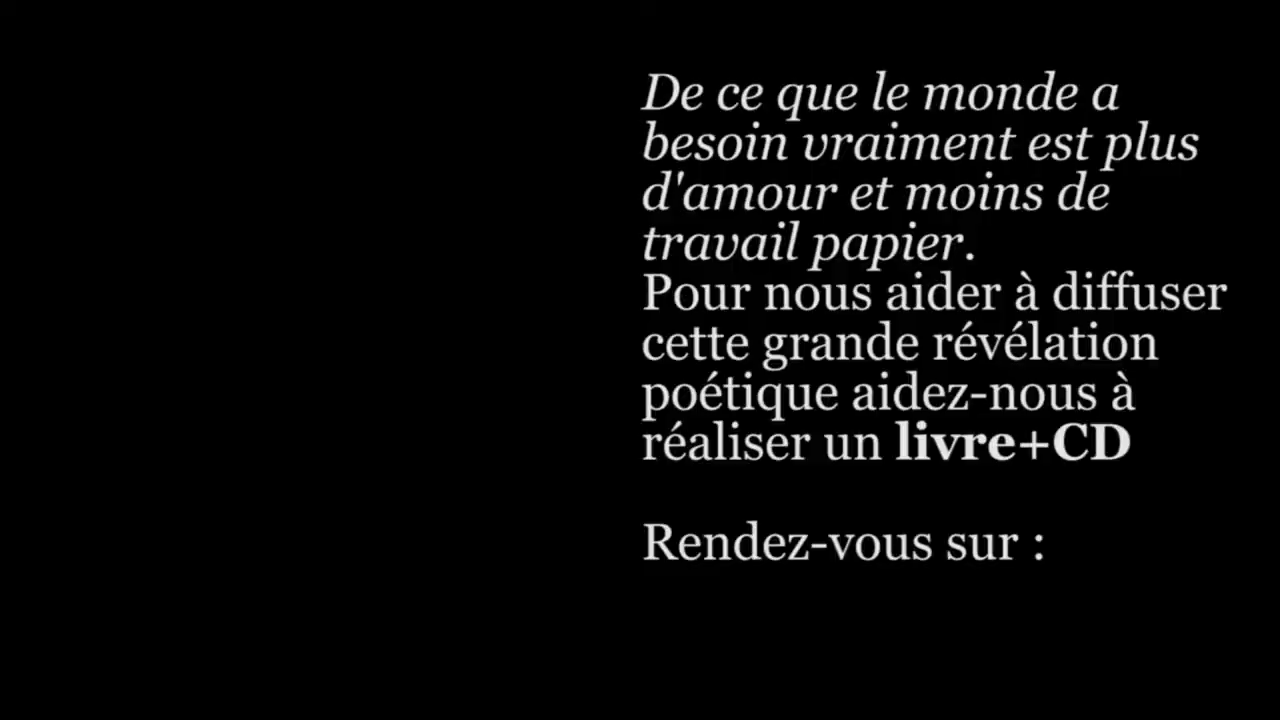 De ce que le monde a
besoin vraiment est plus
d'amour et moins de
travail papier.
Pour nous aider à diffuser
cette grande révélation
poétique aidez-nous à
réaliser un livre+CD
Rendez-vous sur :